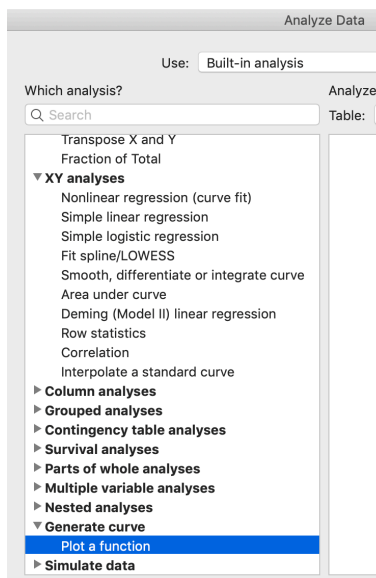 Analyze Data
Use: Built-in analysis
Which analysis?
Analyze
Search
Table:
Transpose X and Y
Fraction of Total
XY analyses
Nonlinear regression (curve fit)
Simple linear regression
Simple logistic regression
Fit spline/LOWESS
Smooth, differentiate or integrate curve
Area under curve
Deming (Model II) linear regression
Row statistics
Correlation
Interpolate a standard curve
Column analyses
Grouped analyses
Contingency table analyses
Survival analyses
Parts of whole analyses
Multiple variable analyses
Nested analyses
Generate curve
Plot a function
Simulate data